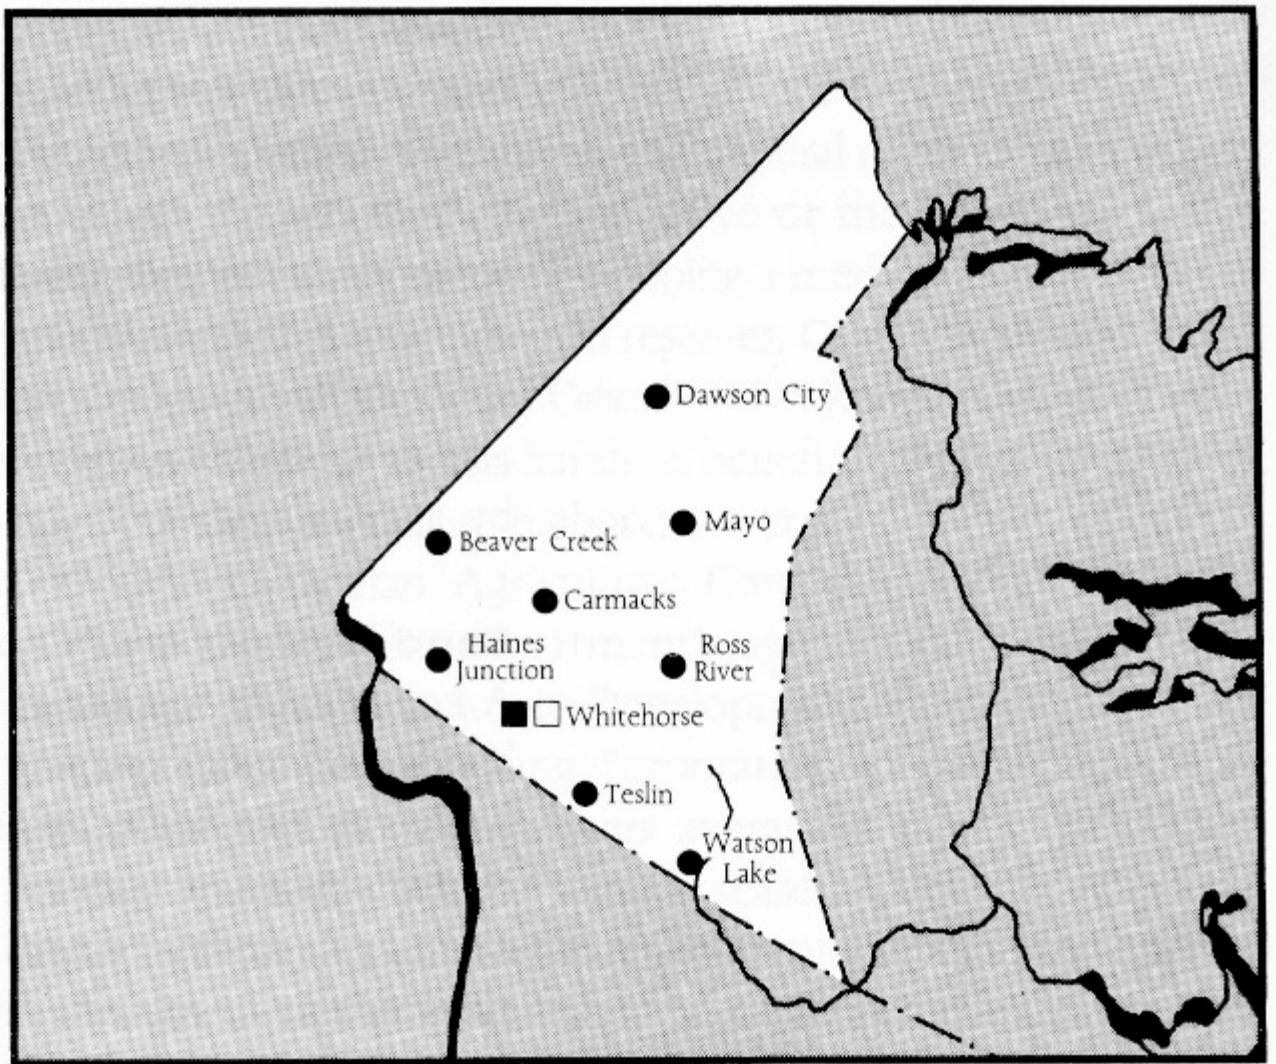 Dawson City
Mayo
Beaver Creek
Carmacks
Haines
Junction
Ross
River
Whitehorse
Teslin
Watson
Lake